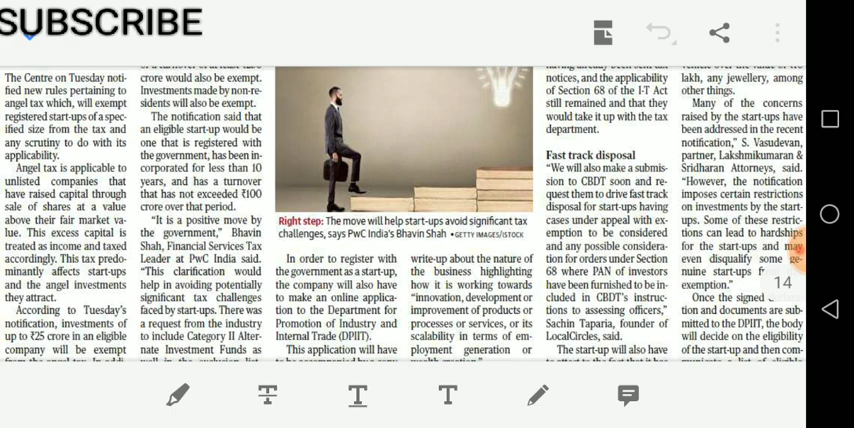 SUBSCRIBE
The Centre on Tuesday noti-
fied new rules pertaining to
angel tax which, will exempt
registered start-ups of a spec-
ified size from the tax and
any scrutiny to do with its
applicability.
Angel tax is applicable to
unlisted companies that
have raised capital through
sale of shares at a value
above their fair market va-
lue. This excess capital is
treated as income and taxed
accordingly. This tax predo-
minantly affects start-ups
and the angel investments
they attract.
According to Tuesday's
notification, investments of
up to ₹25 crore in an eligible
company will be exempt
crore would also be exempt.
Investments made by non-re-
sidents will also be exempt.
The notification said that
an eligible start-up would be
one that is registered with
the government, has been in-
corporated for less than 10
years, and has a turnover
that has not exceeded ₹100
crore over that period.
"It is a positive move by
the government," Bhavin
Shah, Financial Services Tax
Leader at PwC India said.
"This clarification would
help in avoiding potentially
significant tax challenges
faced by start-ups. There was
a request from the industry
to include Category II Alter-
nate Investment Funds as
Right step: The move will help start-ups avoid significant tax
challenges, says PwC India's Bhavin Shah • GETTY IMAGES/ISTOCK
In order to register with
the government as a start-up,
the company will also have
to make an online applica-
tion to the Department for
Promotion of Industry and
Internal Trade (DPIIT).
This application will have
write-up about the nature of
the business highlighting
how it is working towards
"innovation, development or
improvement of products or
processes or services, or its
scalability in terms of em-
ployment generation or
having already been sent tax
notices, and the applicability
of Section 68 of the I-T Act
still remained and that they
would take it up with the tax
department.
Fast track disposal
"We will also make a submis-
sion to CBDT soon and re-
quest them to drive fast track
disposal for start-ups having
cases under appeal with ex-
emption to be considered
and any possible considera-
tion for orders under Section
68 where PAN of investors
have been furnished to be in-
cluded in CBDT's instruc-
tions to assessing officers,"
Sachin Taparia, founder of
LocalCircles, said.
The start-up will also have
lakh, any jewellery, among
other things.
Many of the concerns
raised by the start-ups have
been addressed in the recent
notification," S. Vasudevan,
partner, Lakshmikumaran &
Sridharan Attorneys, said.
"However, the notification
imposes certain restrictions
on investments by the start-
ups. Some of these restric-
tions can lead to hardships
for the start-ups and may
even disqualify some ge-
nuine start-ups
exemption."
14
Once the signed
tion and documents are sub-
mitted to the DPIIT, the body
will decide on the eligibility
of the start-up and then com-